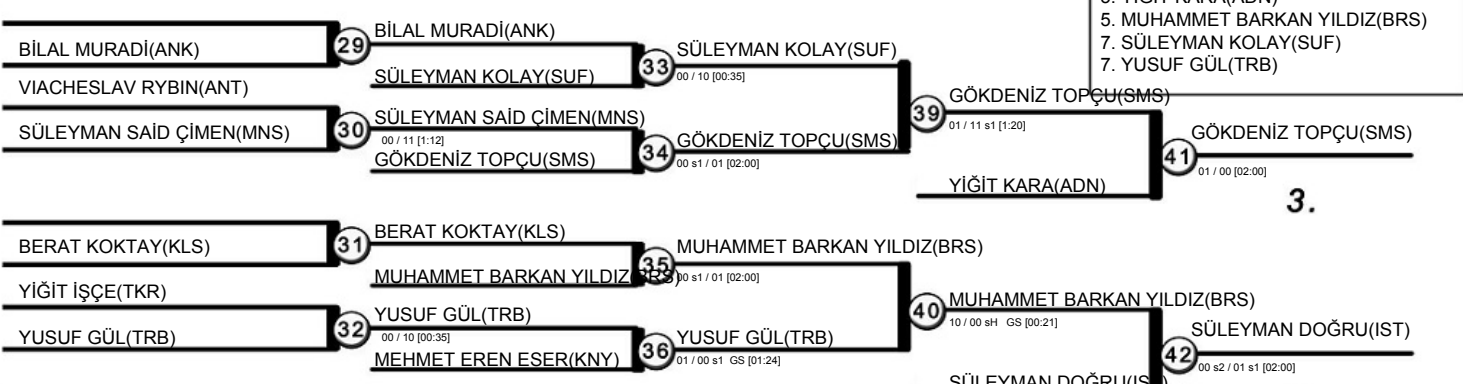 5. YİĞİT KARA(ADN)
5. MUHAMMET BARKAN YILDIZ(BRS)
7. SÜLEYMAN KOLAY(SUF)
7. YUSUF GÜL(TRB)
BİLAL MURADİ(ANK)
29
BİLAL MURADİ(ANK)
SÜLEYMAN KOLAY(SUF)
33
SÜLEYMAN KOLAY(SUF)
00 / 10 [00:35]
VIACHESLAV RYBIN(ANT)
SÜLEYMAN SAİD ÇİMEN(MNS)
30
SÜLEYMAN SAİD ÇİMEN(MNS)
00 / 11 [1:12]
GÖKDENİZ TOPÇU(SMS)
34
GÖKDENİZ TOPÇU(SMS)
00 s1 / 01 [02:00]
39
GÖKDENİZ TOPÇU(SMS)
01 / 11 s1 [1:20]
YİĞİT KARA(ADN)
41
GÖKDENİZ TOPÇU(SMS)
01 / 00 [02:00]
3.
BERAT KOKTAY(KLS)
31
BERAT KOKTAY(KLS)
MUHAMMET BARKAN YILDIZ(BRS)
35
MUHAMMET BARKAN YILDIZ(BRS)
00 s1 / 01 [02:00]
YİĞİT İŞÇE(TKR)
YUSUF GÜL(TRB)
32
YUSUF GÜL(TRB)
00 / 10 [00:35]
MEHMET EREN ESER(KNY)
36
YUSUF GÜL(TRB)
01 / 00 s1 GS [01:24]
40
MUHAMMET BARKAN YILDIZ(BRS)
10 / 00 sH GS [00:21]
SÜLEYMAN DOĞRU(IST)
42
SÜLEYMAN DOĞRU(IST)
00 s2 / 01 s1 [02:00]